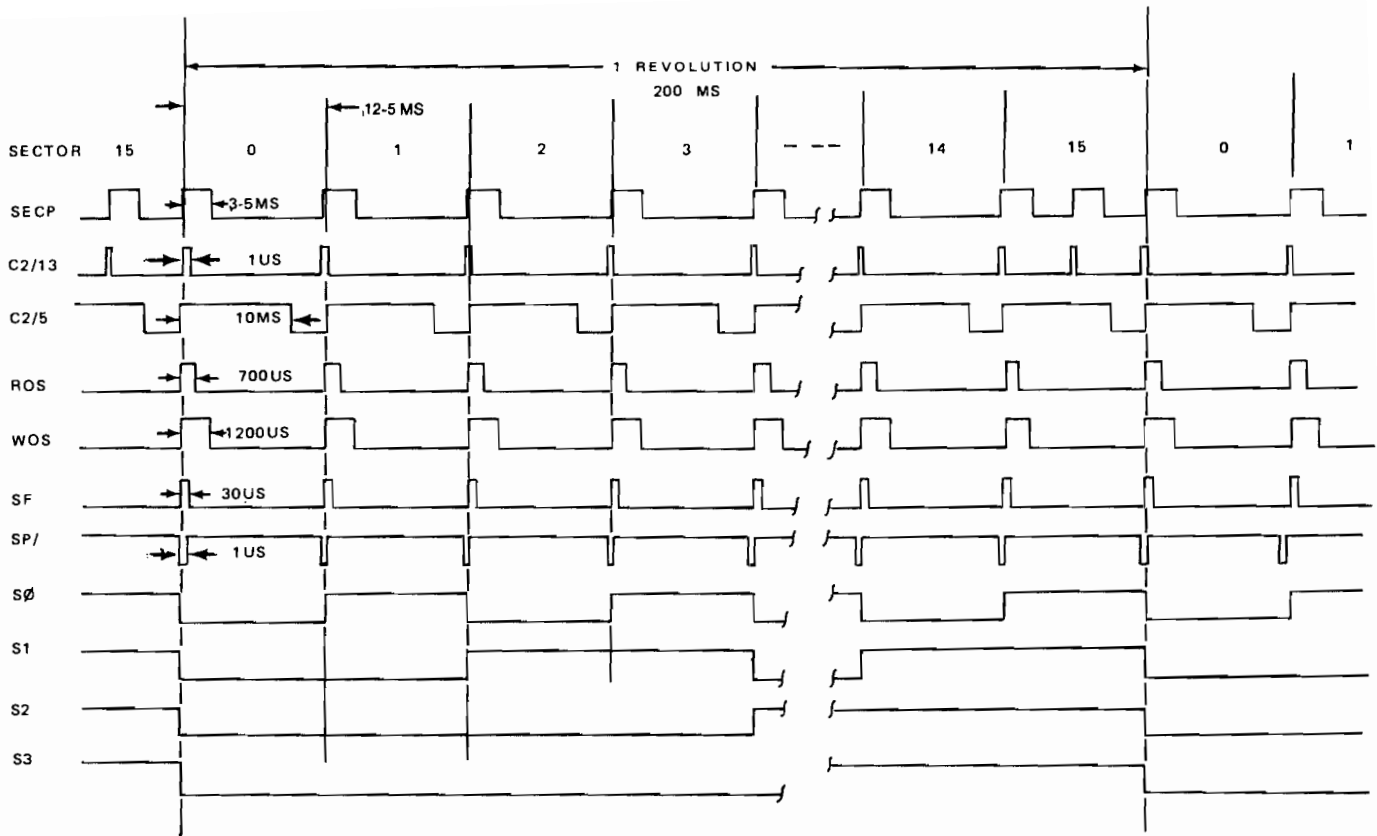 1 REVOLUTION
200 MS
12-5 MS
SECTOR 15 0 1 2 3 ---- 14 15 0 1
SECP 3-5MS
C2/13 1US
C2/5 10MS
ROS 700US
WOS 1200US
SF 30US
SP/ 1US
SØ
S1
S2
S3